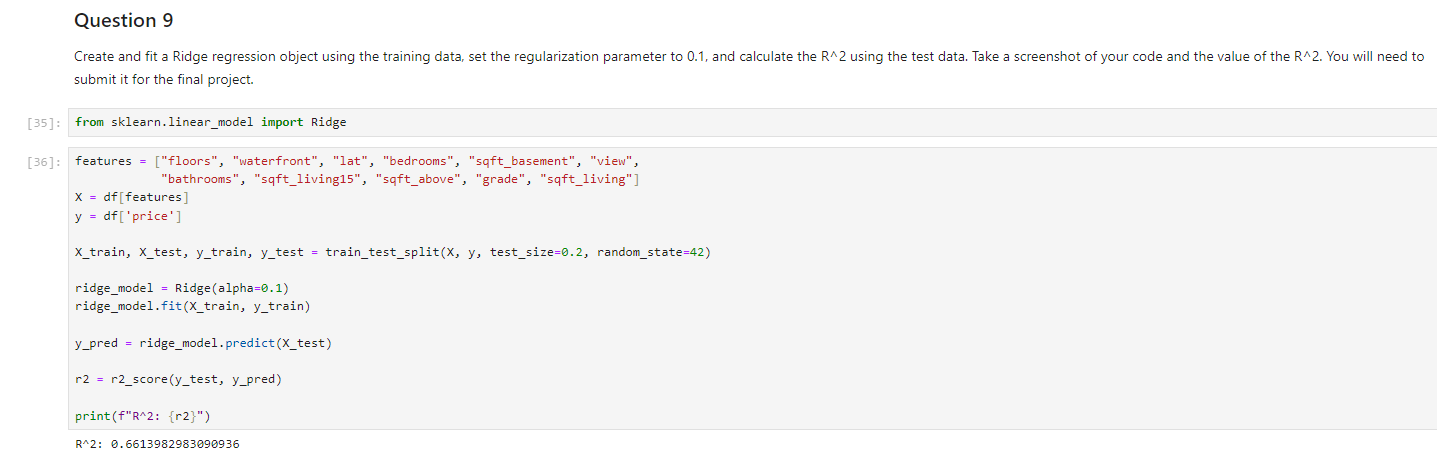 Question 9
Create and fit a Ridge regression object using the training data, set the regularization parameter to 0.1, and calculate the R^2 using the test data. Take a screenshot of your code and the value of the R^2. You will need to
submit it for the final project.
[35]: from sklearn.linear_model import Ridge
[36]: features = ["floors", "waterfront", "lat", "bedrooms", "sqft_basement", "view",
"bathrooms", "sqft_living15", "sqft_above", "grade", "sqft_living"]
X = df[features]
y = df['price']
X_train, X_test, y_train, y_test = train_test_split(X, y, test_size=0.2, random_state=42)
ridge_model = Ridge(alpha=0.1)
ridge_model.fit(X_train, y_train)
y_pred = ridge_model.predict(X_test)
r2 = r2_score(y_test, y_pred)
print(f"R^2: {r2}")
R^2: 0.6613982983090936